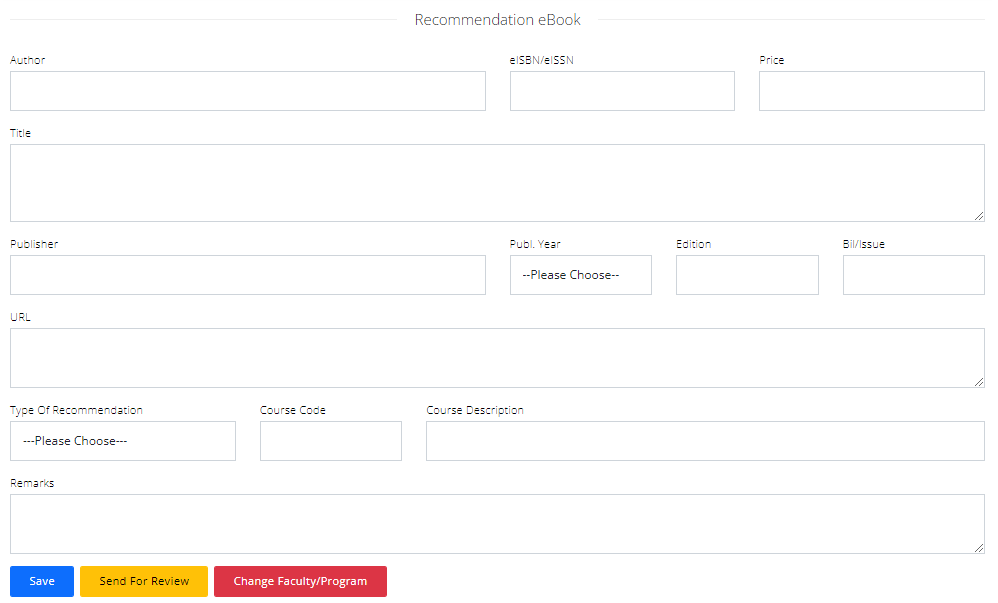 Recommendation eBook
Author eISBN/eISSN Price
Title
Publisher Publ. Year Edition Bil/Issue
--Please Choose--
URL
Type Of Recommendation Course Code Course Description
---Please Choose---
Remarks
Save Send For Review Change Faculty/Program